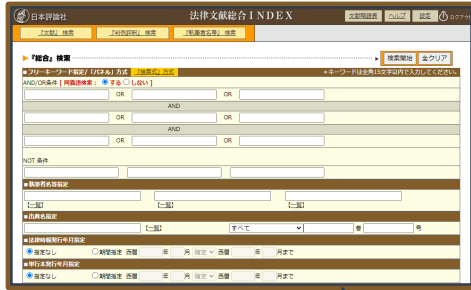 日本評論社 法律文献総合INDEX 文献略語表 ヘルプ 設定 ログアウト
『文献』検索 『判例評釈』検索 『執筆者名等』検索
『総合』検索 検索開始 全クリア
■フリーキーワード指定/『パネル』方式 『検索式』方式 *キーワードは全角15文字以内で入力してください。
AND/OR条件 [ 同義語検索: する しない ]
OR OR
AND
OR OR
AND
OR OR
NOT 条件
■執筆者名等指定
【一覧】 【一覧】 【一覧】
■出典名指定
【一覧】 すべて 巻 号
■法律時報発行年月指定
指定なし 期間指定 西暦 年 月 確定 西暦 年 月まで
■単行本発行年月指定
指定なし 期間指定 西暦 年 月 確定 西暦 年 月まで